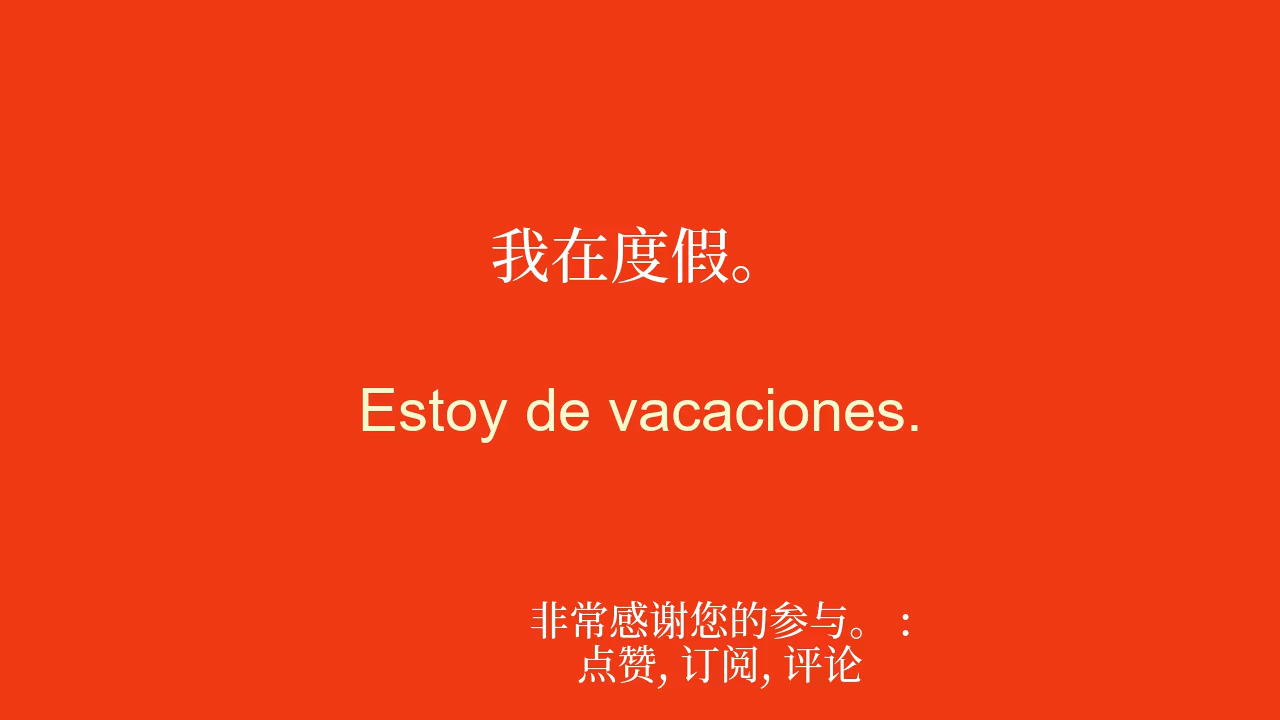 我在度假。
Estoy de vacaciones.
非常感谢您的参与。 :
点赞, 订阅, 评论